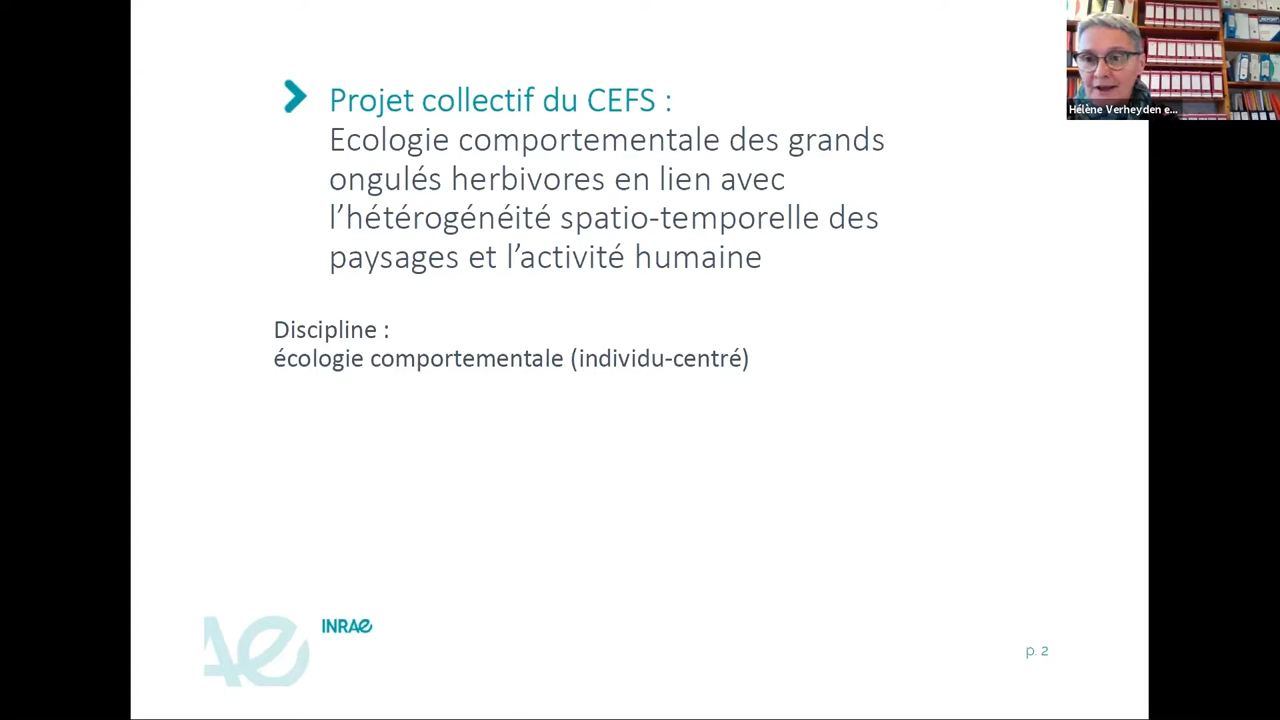 Projet collectif du CEFS :
Ecologie comportementale des grands
ongulés herbivores en lien avec
l'hétérogénéité spatio-temporelle des
paysages et l'activité humaine
Discipline :
écologie comportementale (individu-centré)
INRAE
p. 2
Hélène Verheyden e...